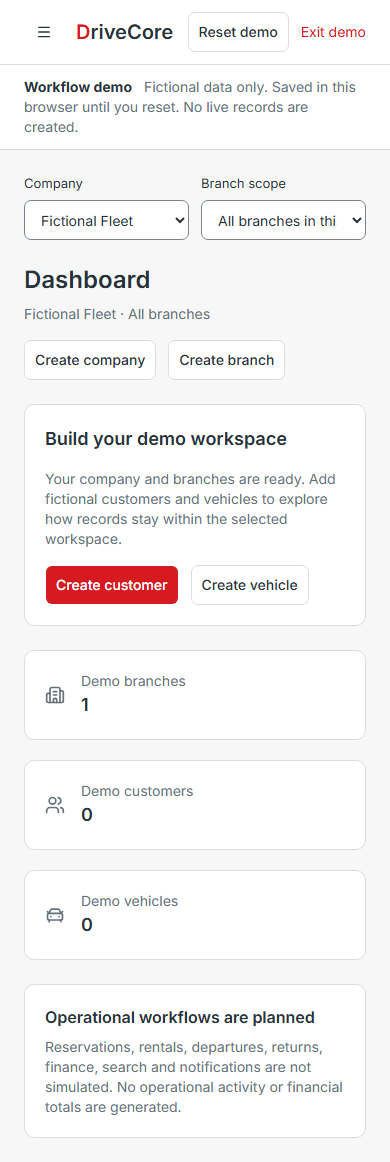 DriveCore
Reset demo
Exit demo
Workflow demo Fictional data only. Saved in this
browser until you reset. No live records are
created.
Company
Branch scope
Fictional Fleet
All branches in thi
Dashboard
Fictional Fleet · All branches
Create company
Create branch
Build your demo workspace
Your company and branches are ready. Add
fictional customers and vehicles to explore
how records stay within the selected
workspace.
Create customer
Create vehicle
Demo branches
1
Demo customers
0
Demo vehicles
0
Operational workflows are planned
Reservations, rentals, departures, returns,
finance, search and notifications are not
simulated. No operational activity or financial
totals are generated.